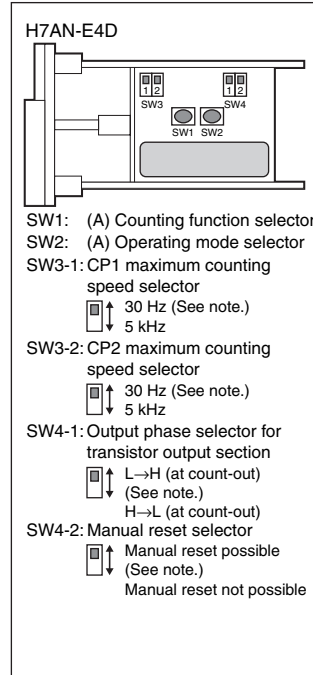 H7AN-E4D
1 2 1 2
SW3 SW4
SW1 SW2
SW1: (A) Counting function selector
SW2: (A) Operating mode selector
SW3-1: CP1 maximum counting
speed selector
30 Hz (See note.)
5 kHz
SW3-2: CP2 maximum counting
speed selector
30 Hz (See note.)
5 kHz
SW4-1: Output phase selector for
transistor output section
L→H (at count-out)
(See note.)
H→L (at count-out)
SW4-2: Manual reset selector
Manual reset possible
(See note.)
Manual reset not possible